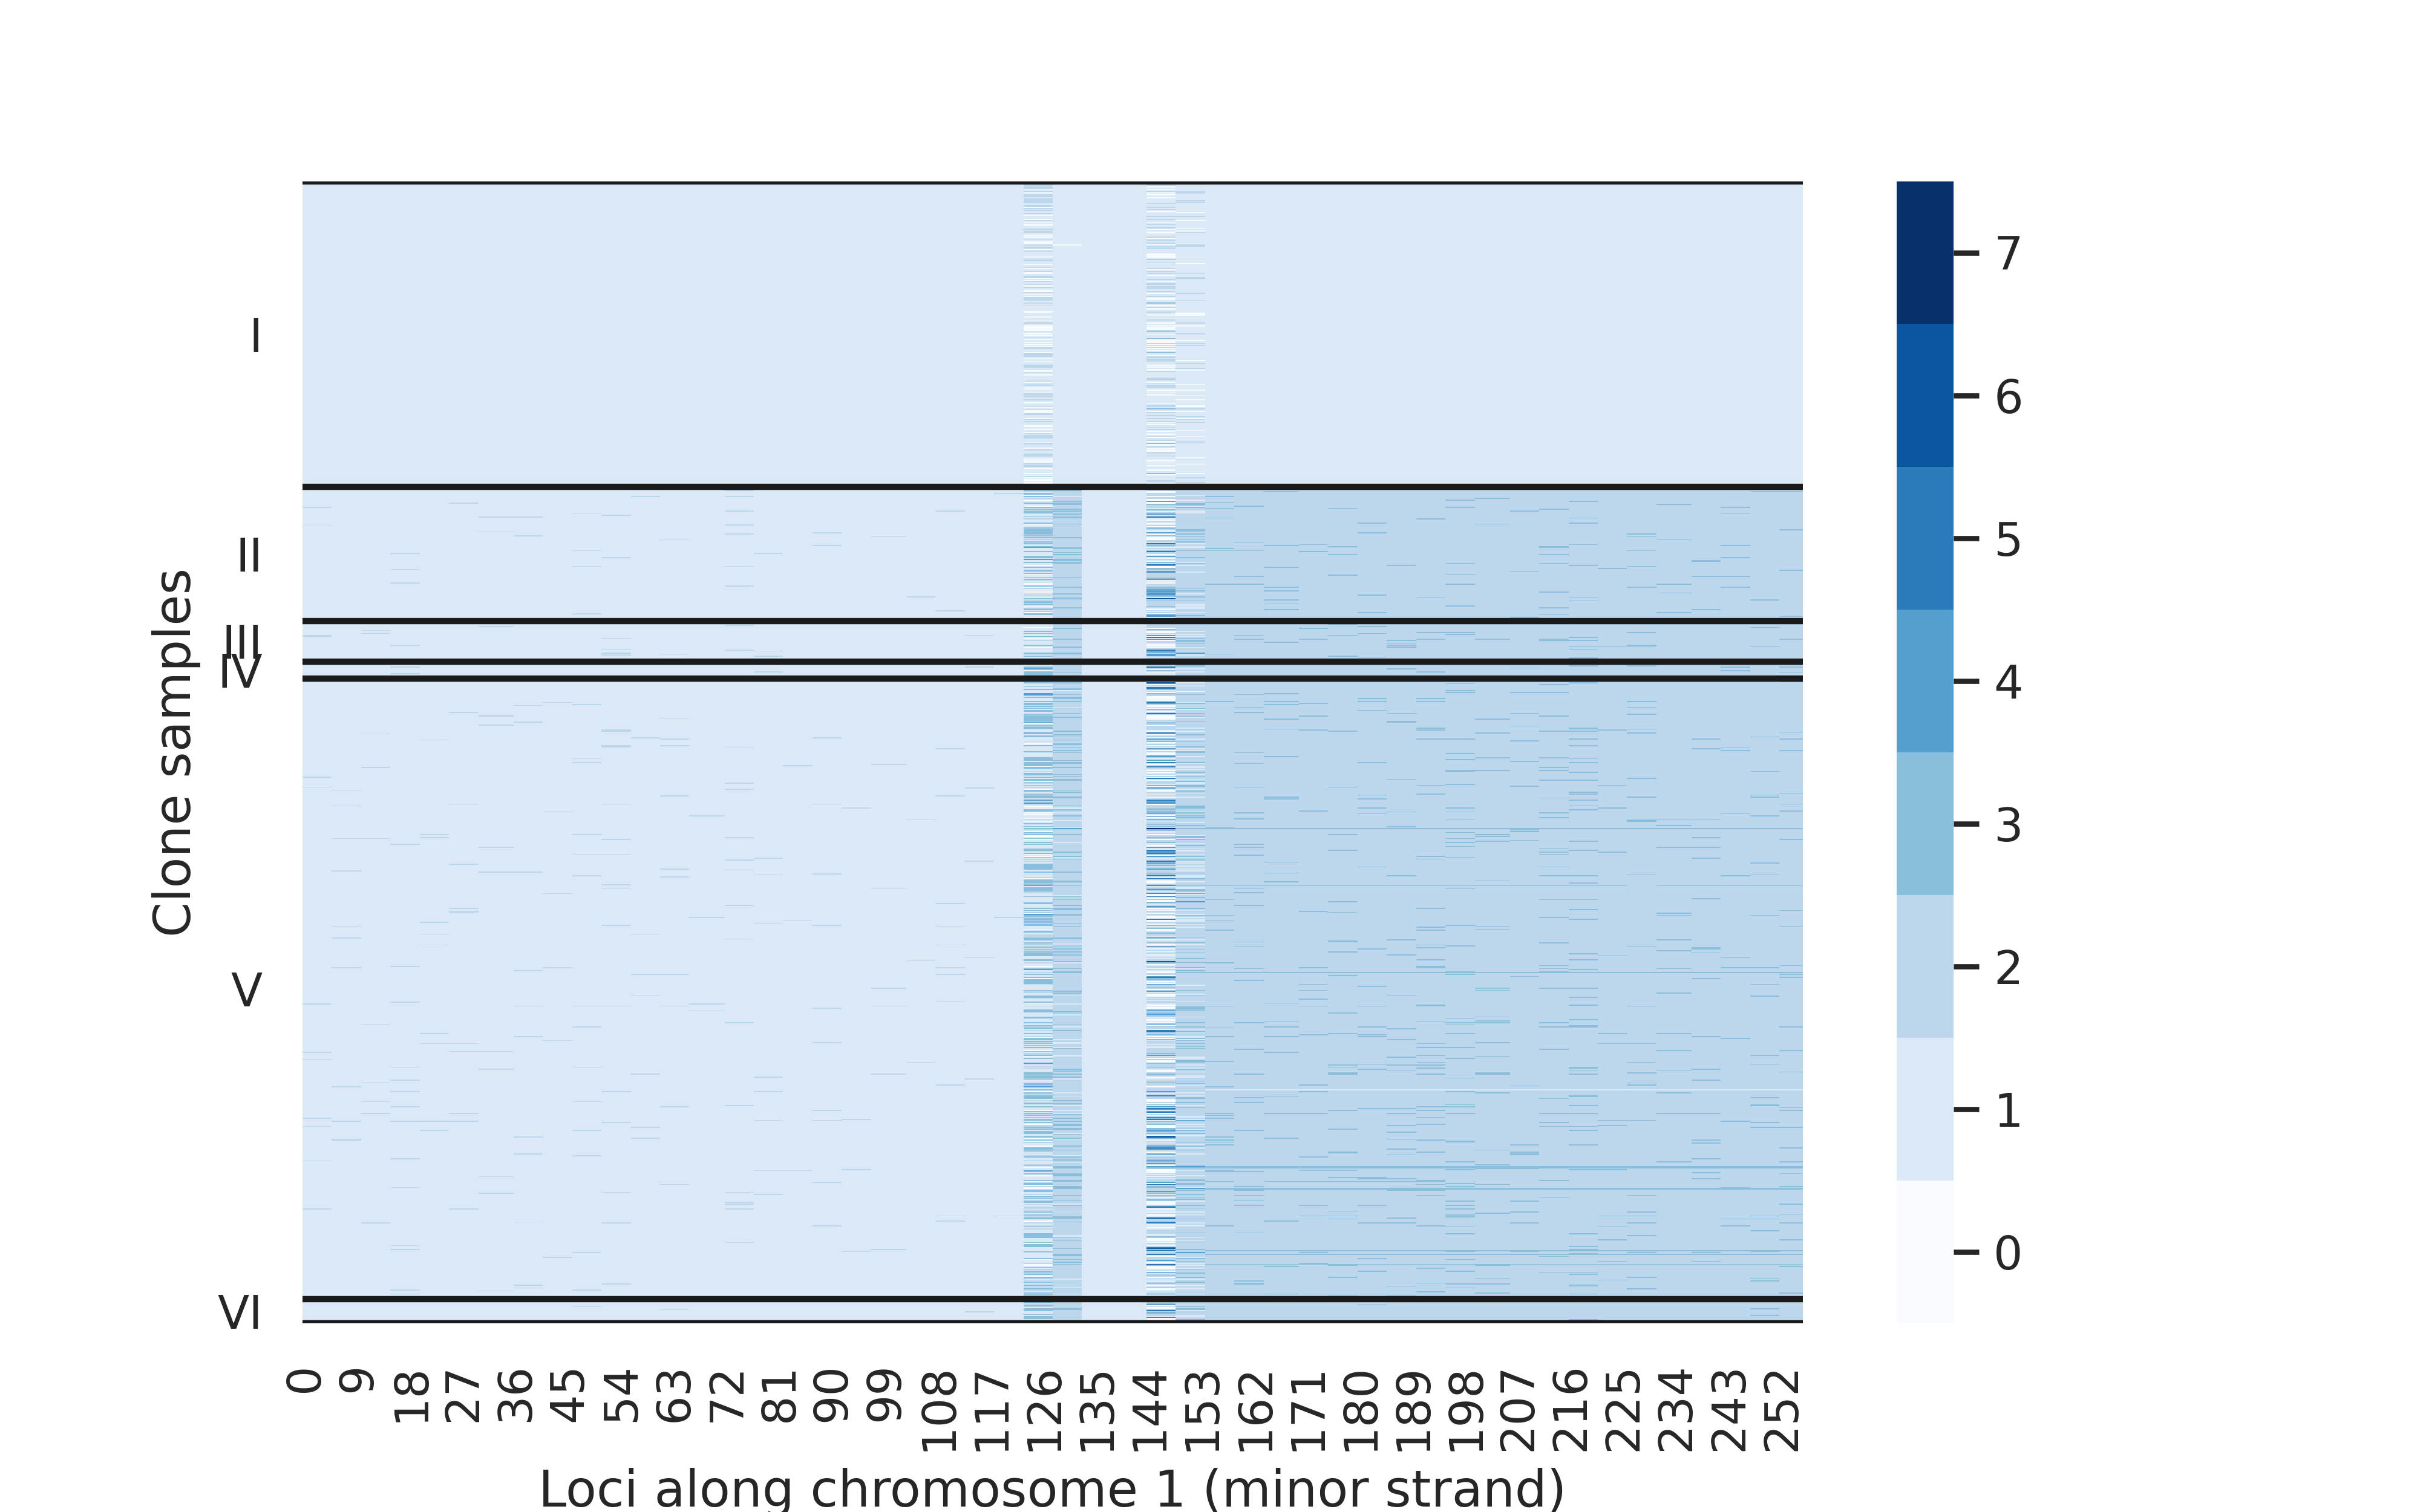 Clone samples
I
II
III
IV
V
VI
0 9 18 27 36 45 54 63 72 81 90 99 108 117 126 135 144 153 162 171 180 189 198 207 216 225 234 243 252
Loci along chromosome 1 (minor strand)
7
6
5
4
3
2
1
0